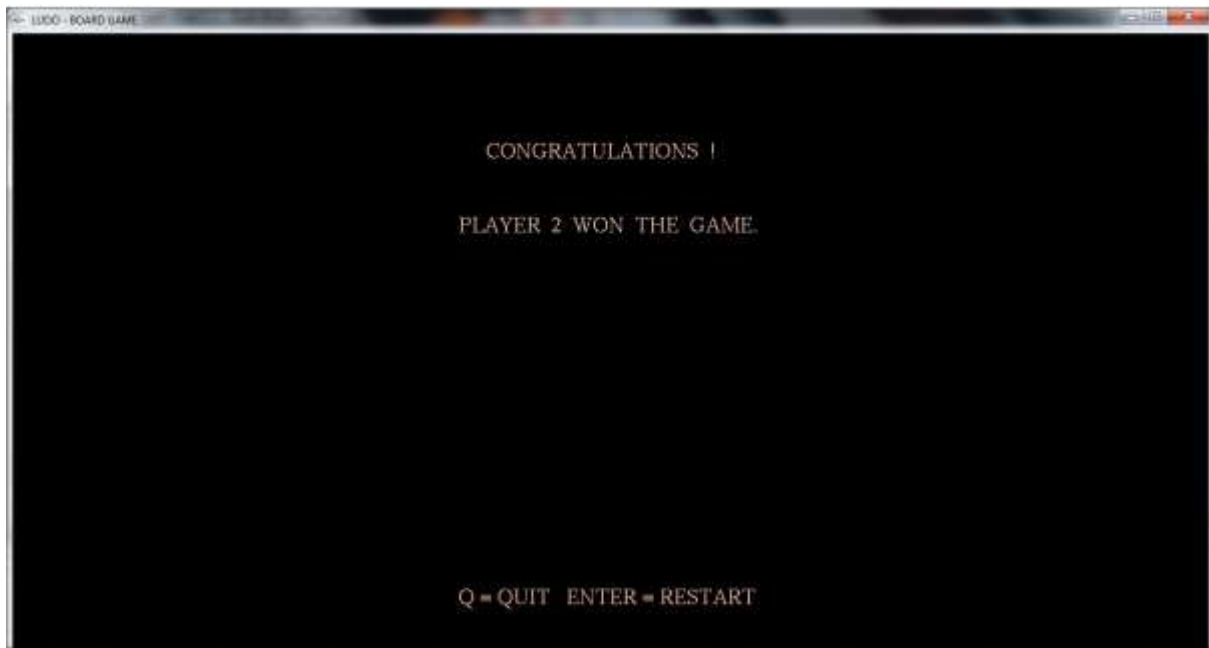 LUDO - BOARD GAME
CONGRATULATIONS !
PLAYER 2 WON THE GAME.
Q = QUIT ENTER = RESTART